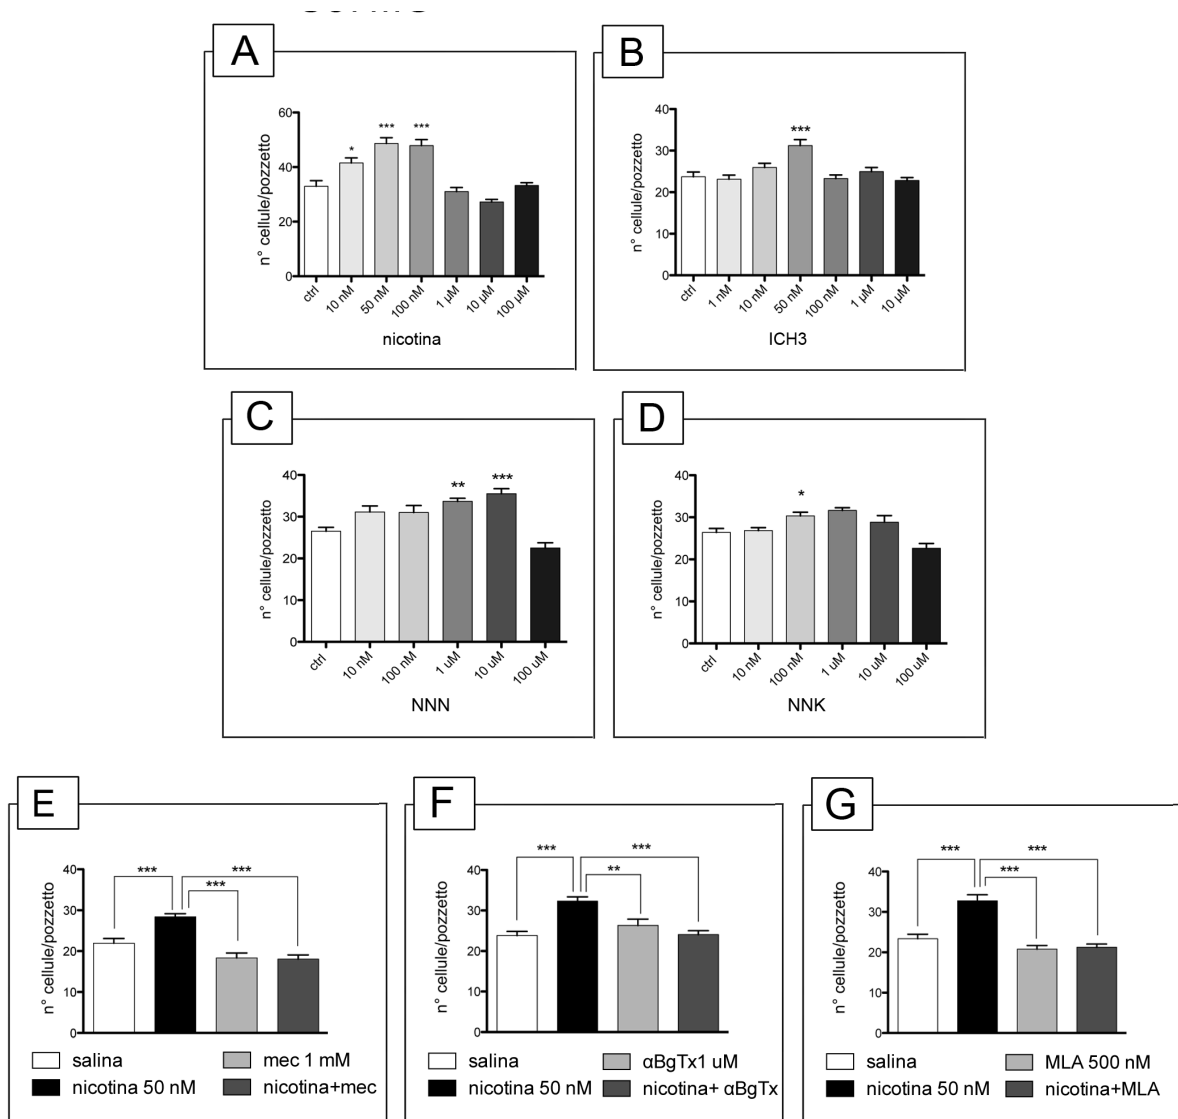 A
n° cellule/pozzetto
60
40
20
0
*
***
***
ctrl
10 nM
50 nM
100 nM
1 µM
10 µM
100 µM
nicotina
B
n° cellule/pozzetto
40
30
20
10
0
***
ctrl
1 nM
10 nM
50 nM
100 nM
1 µM
10 µM
ICH3
C
n° cellule/pozzetto
40
30
20
10
0
**
***
ctrl
10 nM
100 nM
1 uM
10 uM
100 uM
NNN
D
n° cellule/pozzetto
40
30
20
10
0
*
ctrl
10 nM
100 nM
1 uM
10 uM
100 uM
NNK
E
n° cellule/pozzetto
40
30
20
10
0
***
***
***
salina
mec 1 mM
nicotina 50 nM
nicotina+mec
F
n° cellule/pozzetto
40
30
20
10
0
***
***
**
salina
αBgTx1 uM
nicotina 50 nM
nicotina+ αBgTx
G
n° cellule/pozzetto
40
30
20
10
0
***
***
***
salina
MLA 500 nM
nicotina 50 nM
nicotina+MLA